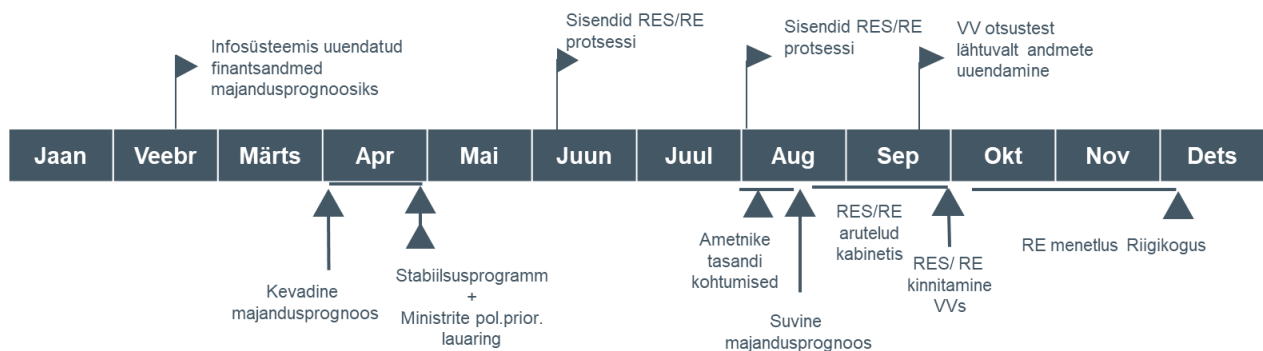 Infosüsteemis uuendatud
finantsandmed
majandusprognoosiks
Sisendid RES/RE
protsessi
Sisendid RES/RE
protsessi
VV otsustest
lähtuvalt andmete
uuendamine
Jaan
Veebr
Märts
Apr
Mai
Juun
Juul
Aug
Sep
Okt
Nov
Dets
Kevadine
majandusprognoos
Stabiilsusprogramm
+
Ministrite pol.prior.
lauaring
Ametnike
tasandi
kohtumised
Suvine
majandusprognoos
RES/RE
arutelud
kabinetis
RES/ RE
kinnitamine
VVs
RE menetlus Riigikogus